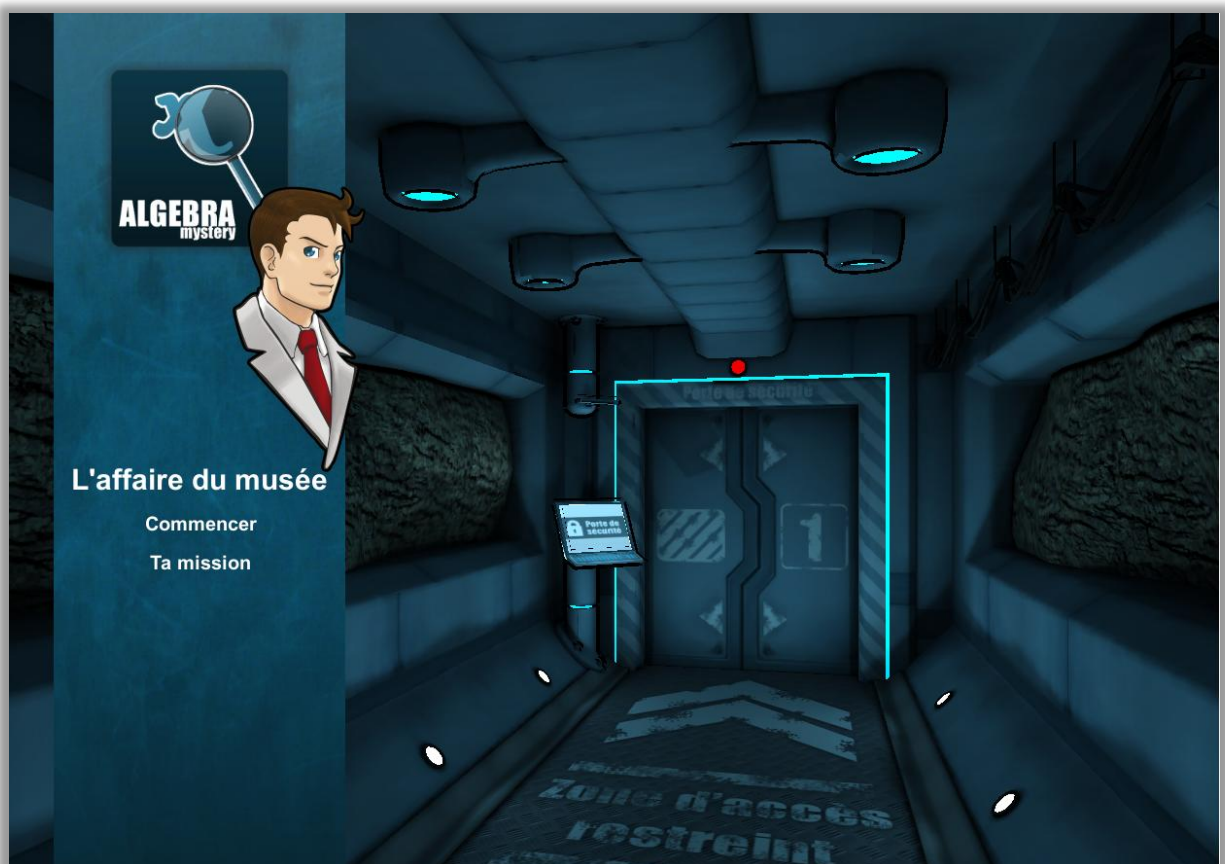 ALGEBRA
mystery
L'affaire du musée
Commencer
Ta mission
Porte de sécurité
Porte de
sécurité
1
Zone d'accès
restreint